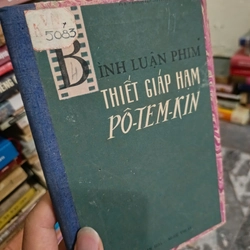 5083
BÌNH LUẬN PHIM
THIẾT GIÁP HẠM
PÔ-TEM-KIN